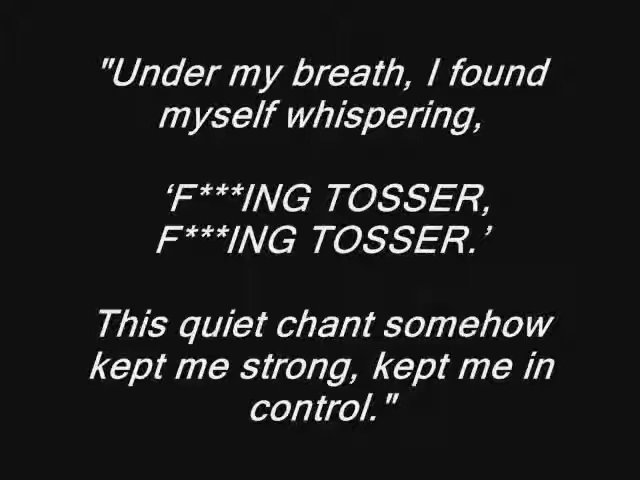 "Under my breath, I found
myself whispering,
‘F***ING TOSSER,
F***ING TOSSER.’
This quiet chant somehow
kept me strong, kept me in
control."